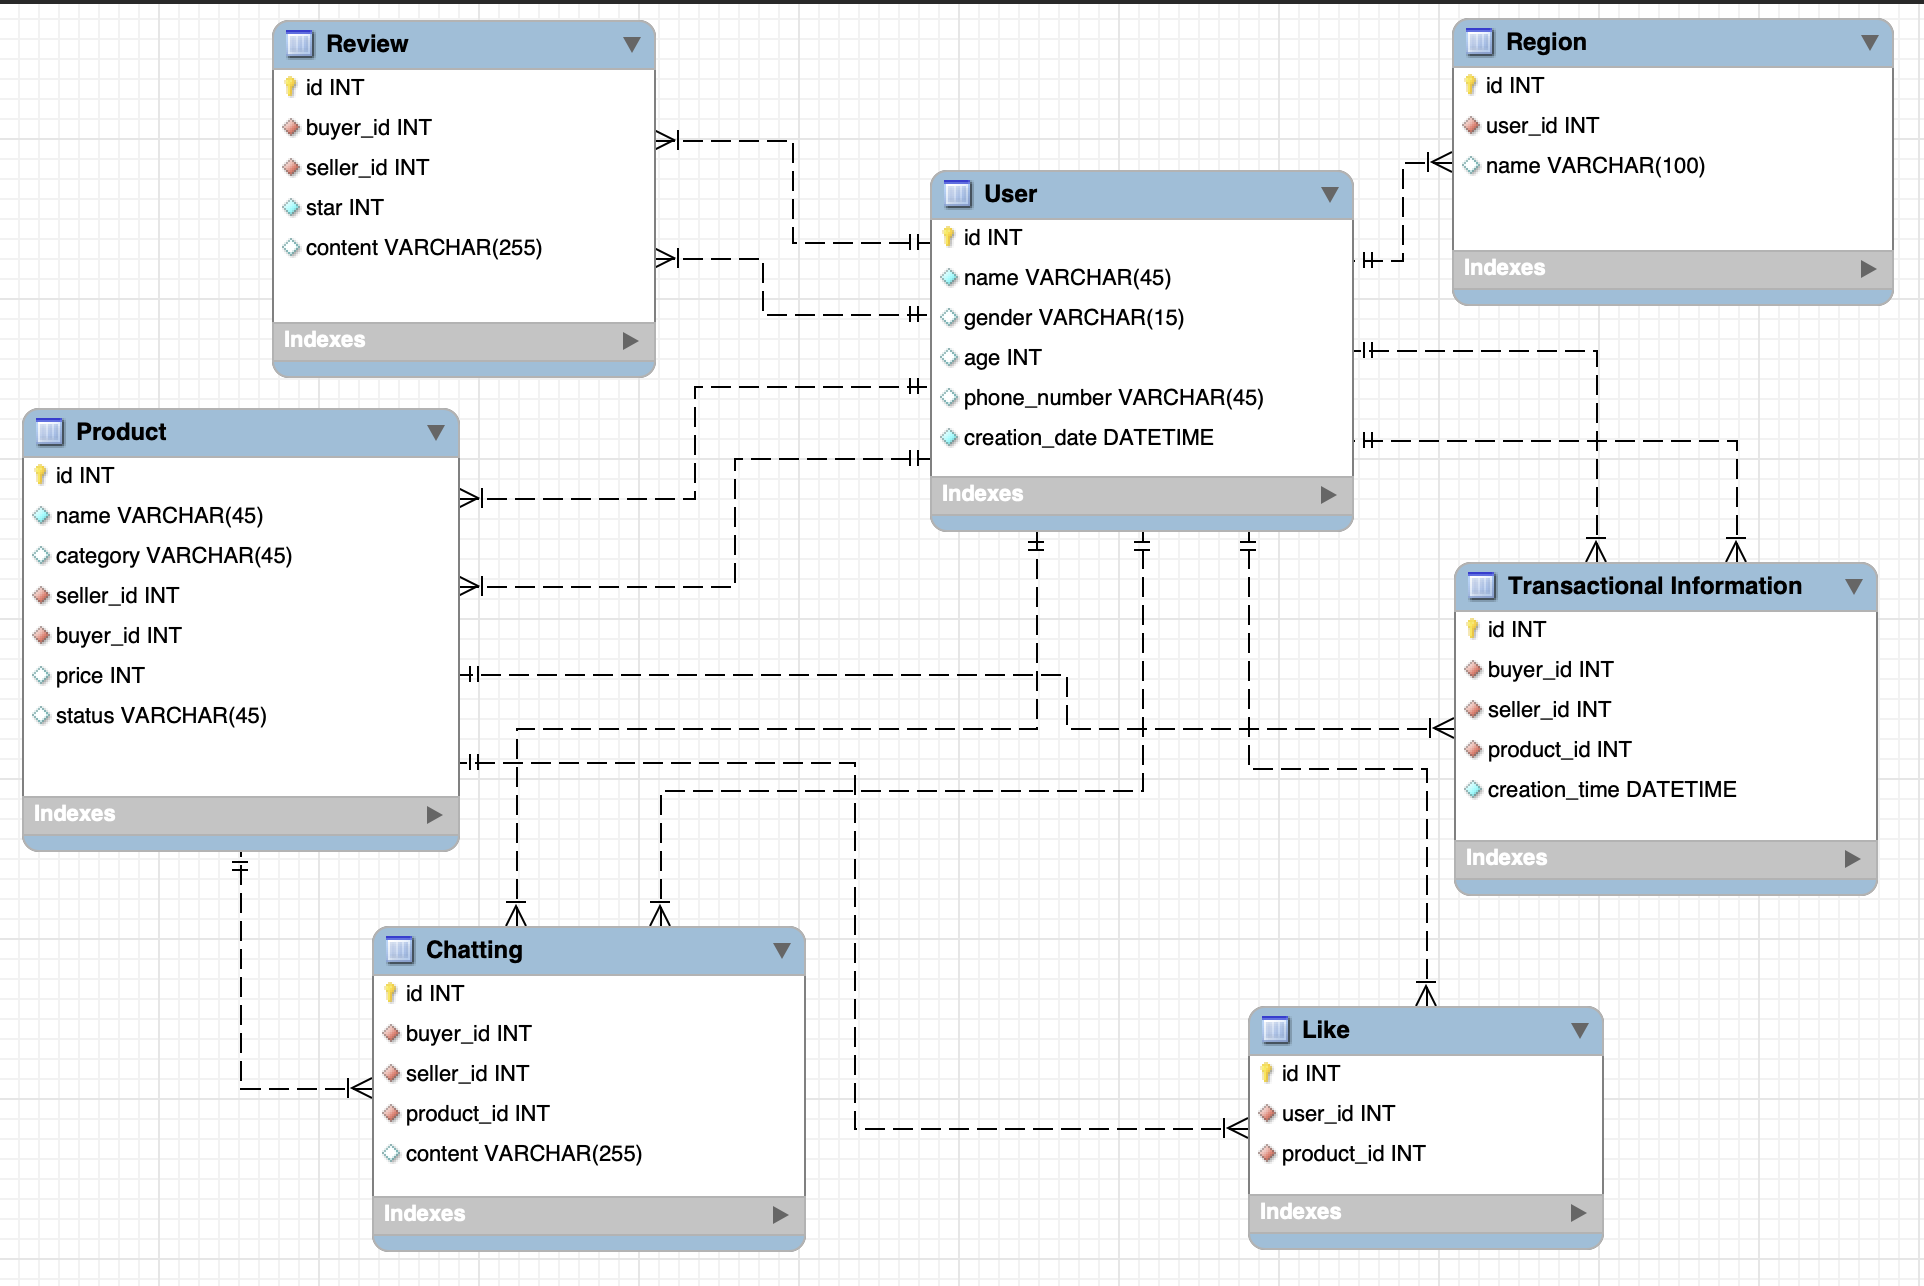 Review
id INT
buyer_id INT
seller_id INT
star INT
content VARCHAR(255)
Indexes
Region
id INT
user_id INT
name VARCHAR(100)
Indexes
User
id INT
name VARCHAR(45)
gender VARCHAR(15)
age INT
phone_number VARCHAR(45)
creation_date DATETIME
Indexes
Product
id INT
name VARCHAR(45)
category VARCHAR(45)
seller_id INT
buyer_id INT
price INT
status VARCHAR(45)
Indexes
Transactional Information
id INT
buyer_id INT
seller_id INT
product_id INT
creation_time DATETIME
Indexes
Chatting
id INT
buyer_id INT
seller_id INT
product_id INT
content VARCHAR(255)
Indexes
Like
id INT
user_id INT
product_id INT
Indexes